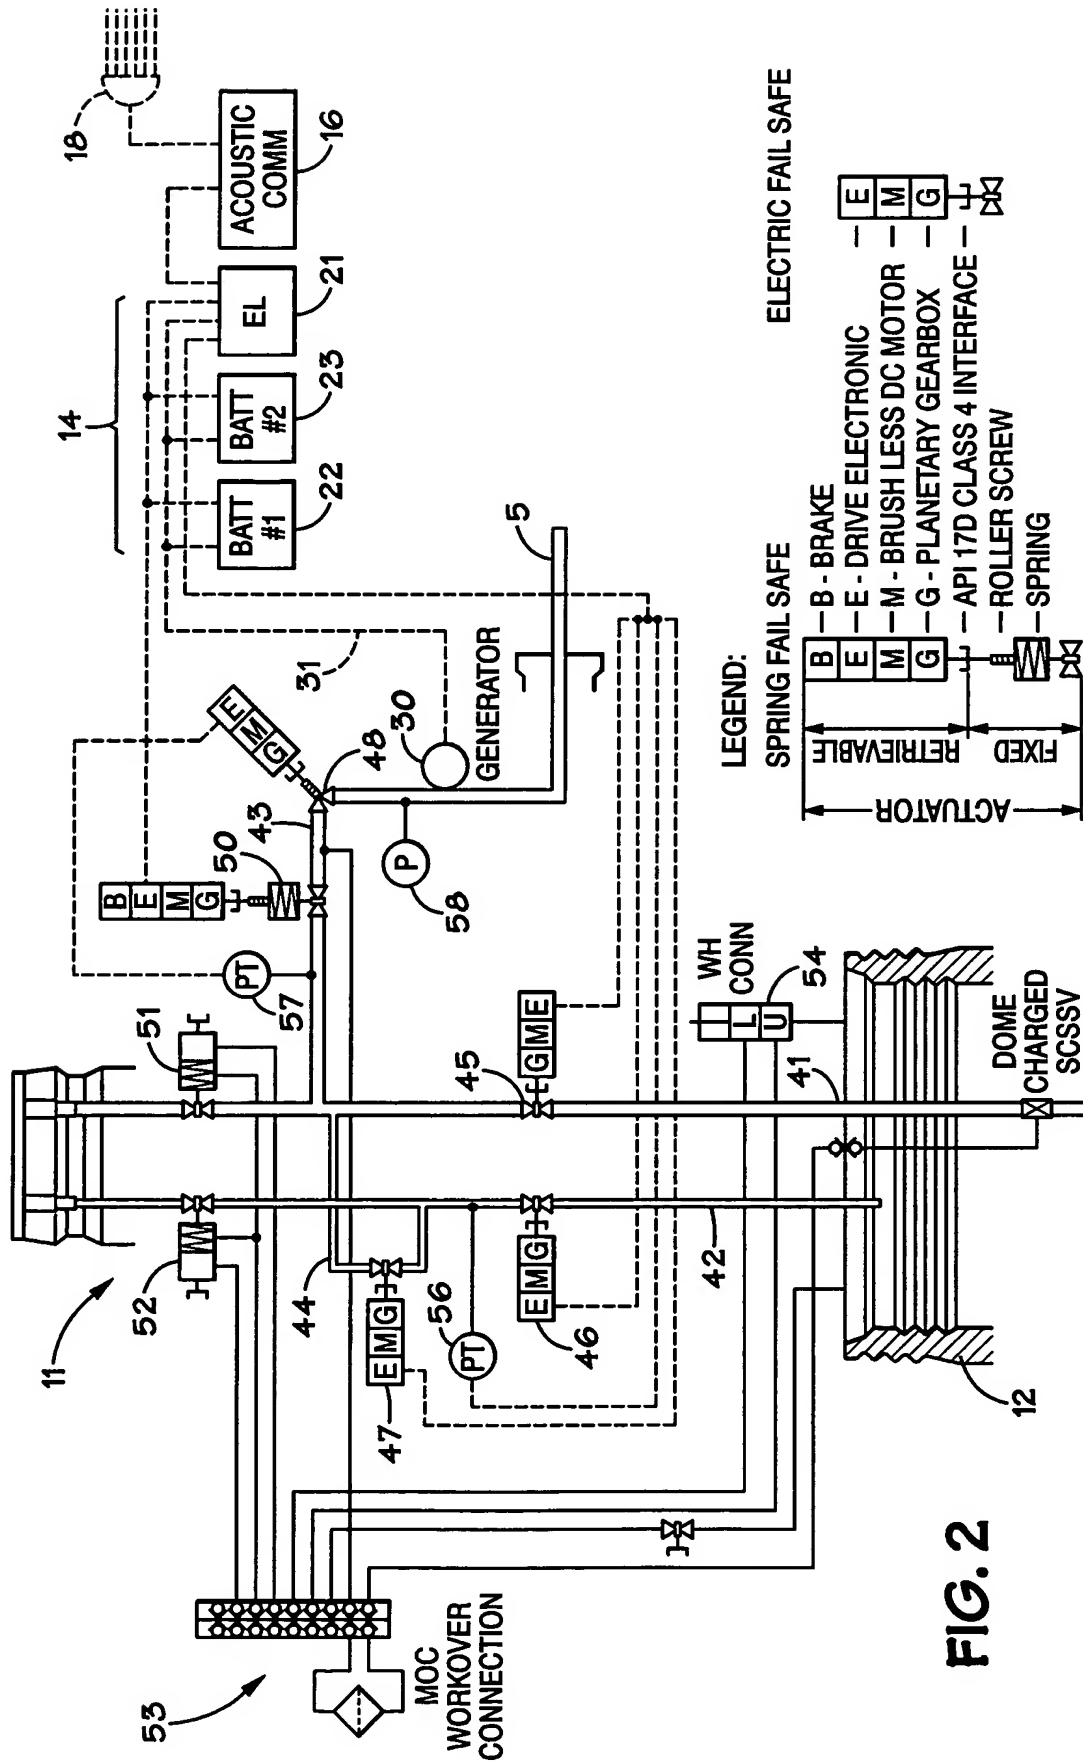 18
ACOUSTIC
COMM
16
14
EL
21
BATT
#2
23
BATT
#1
22
31
5
GENERATOR
30
E
M
G
48
43
P
58
B
E
M
G
50
PT
57
51
52
11
45
G M E
44
E M G
47
56
PT
E M G
46
42
41
WH
CONN
L
U
54
DOME
CHARGED
SCSSV
12
53
MOC
WORKOVER
CONNECTION
LEGEND:
SPRING FAIL SAFE
ELECTRIC FAIL SAFE
ACTUATOR
RETRIEVABLE
FIXED
B
E
M
G
B - BRAKE
E - DRIVE ELECTRONIC
M - BRUSH LESS DC MOTOR
G - PLANETARY GEARBOX
API 17D CLASS 4 INTERFACE
ROLLER SCREW
SPRING
E
M
G
FIG. 2